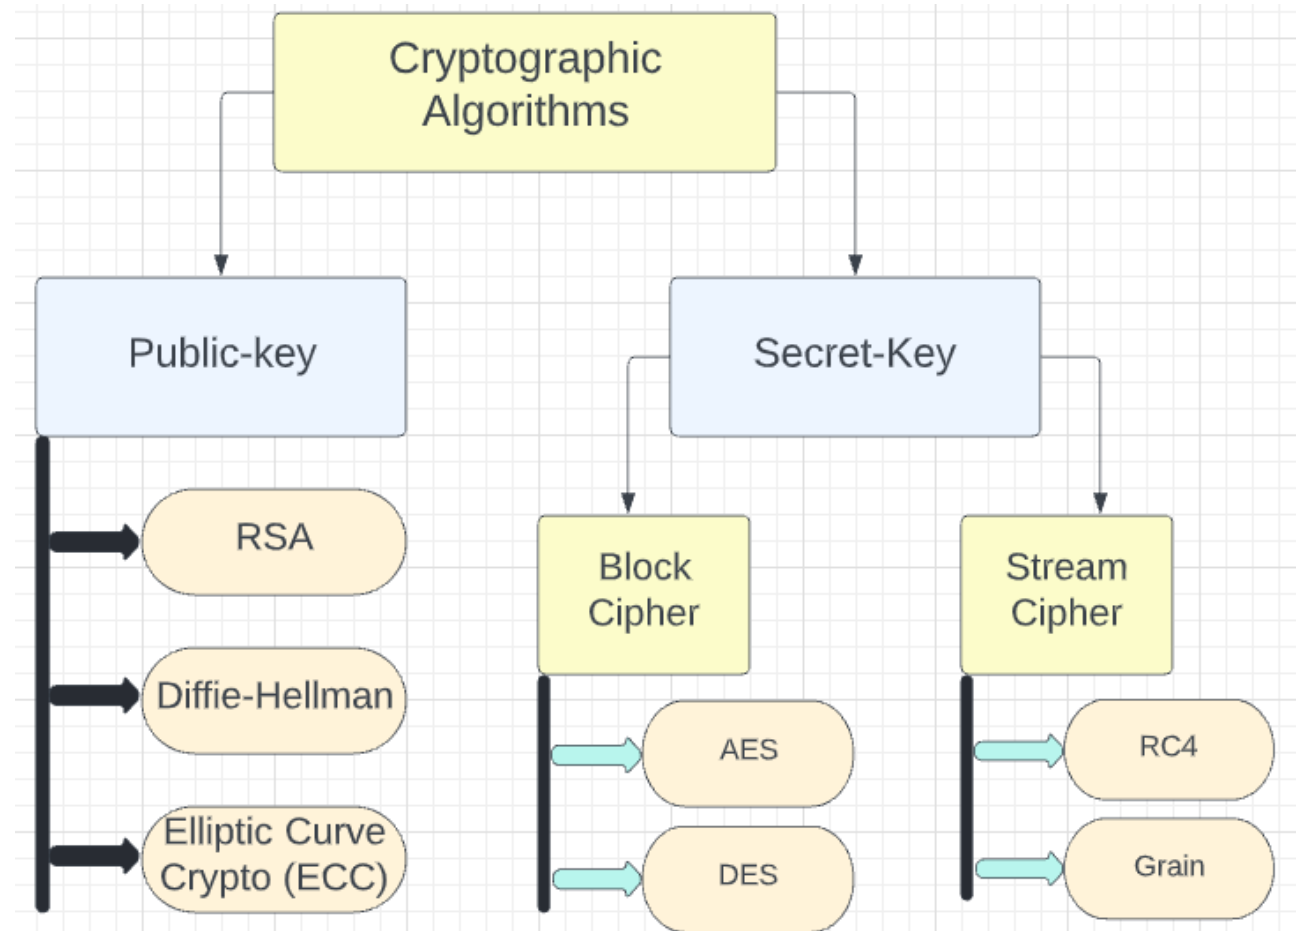 Cryptographic
Algorithms
Public-key
Secret-Key
RSA
Diffie-Hellman
Elliptic Curve
Crypto (ECC)
Block
Cipher
AES
DES
Stream
Cipher
RC4
Grain